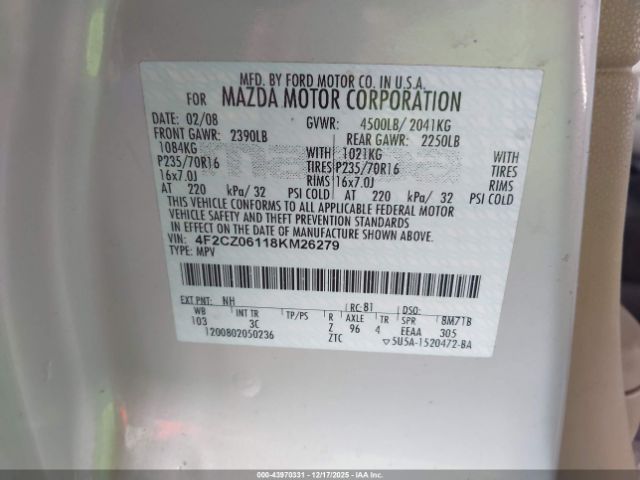 MFD. BY FORD MOTOR CO. IN U.S.A.
FOR MAZDA MOTOR CORPORATION
DATE: 02/08 GVWR: 4500LB/ 2041KG
FRONT GAWR: 2390LB REAR GAWR: 2250LB
1084KG WITH 1021KG WITH
P235/70R16 TIRES P235/70R16 TIRES
16x7.0J RIMS 16x7.0J RIMS
AT 220 kPa/ 32 PSI COLD AT 220 kPa/ 32 PSI COLD
THIS VEHICLE CONFORMS TO ALL APPLICABLE FEDERAL MOTOR
VEHICLE SAFETY AND THEFT PREVENTION STANDARDS
IN EFFECT ON THE DATE OF MANUFACTURE SHOWN ABOVE.
VIN: 4F2CZ06118KM26279
TYPE: MPV
EXT PNT: NH RC: 81 DSO:
WB INT TR TP/PS R AXLE TR SPR 8M71B
103 3C Z 96 4 EEAA 305
1200802050236 ZTC ▽5U5A-1520472-BA
000-43970331 - 12/17/2025 - IAAI.COM